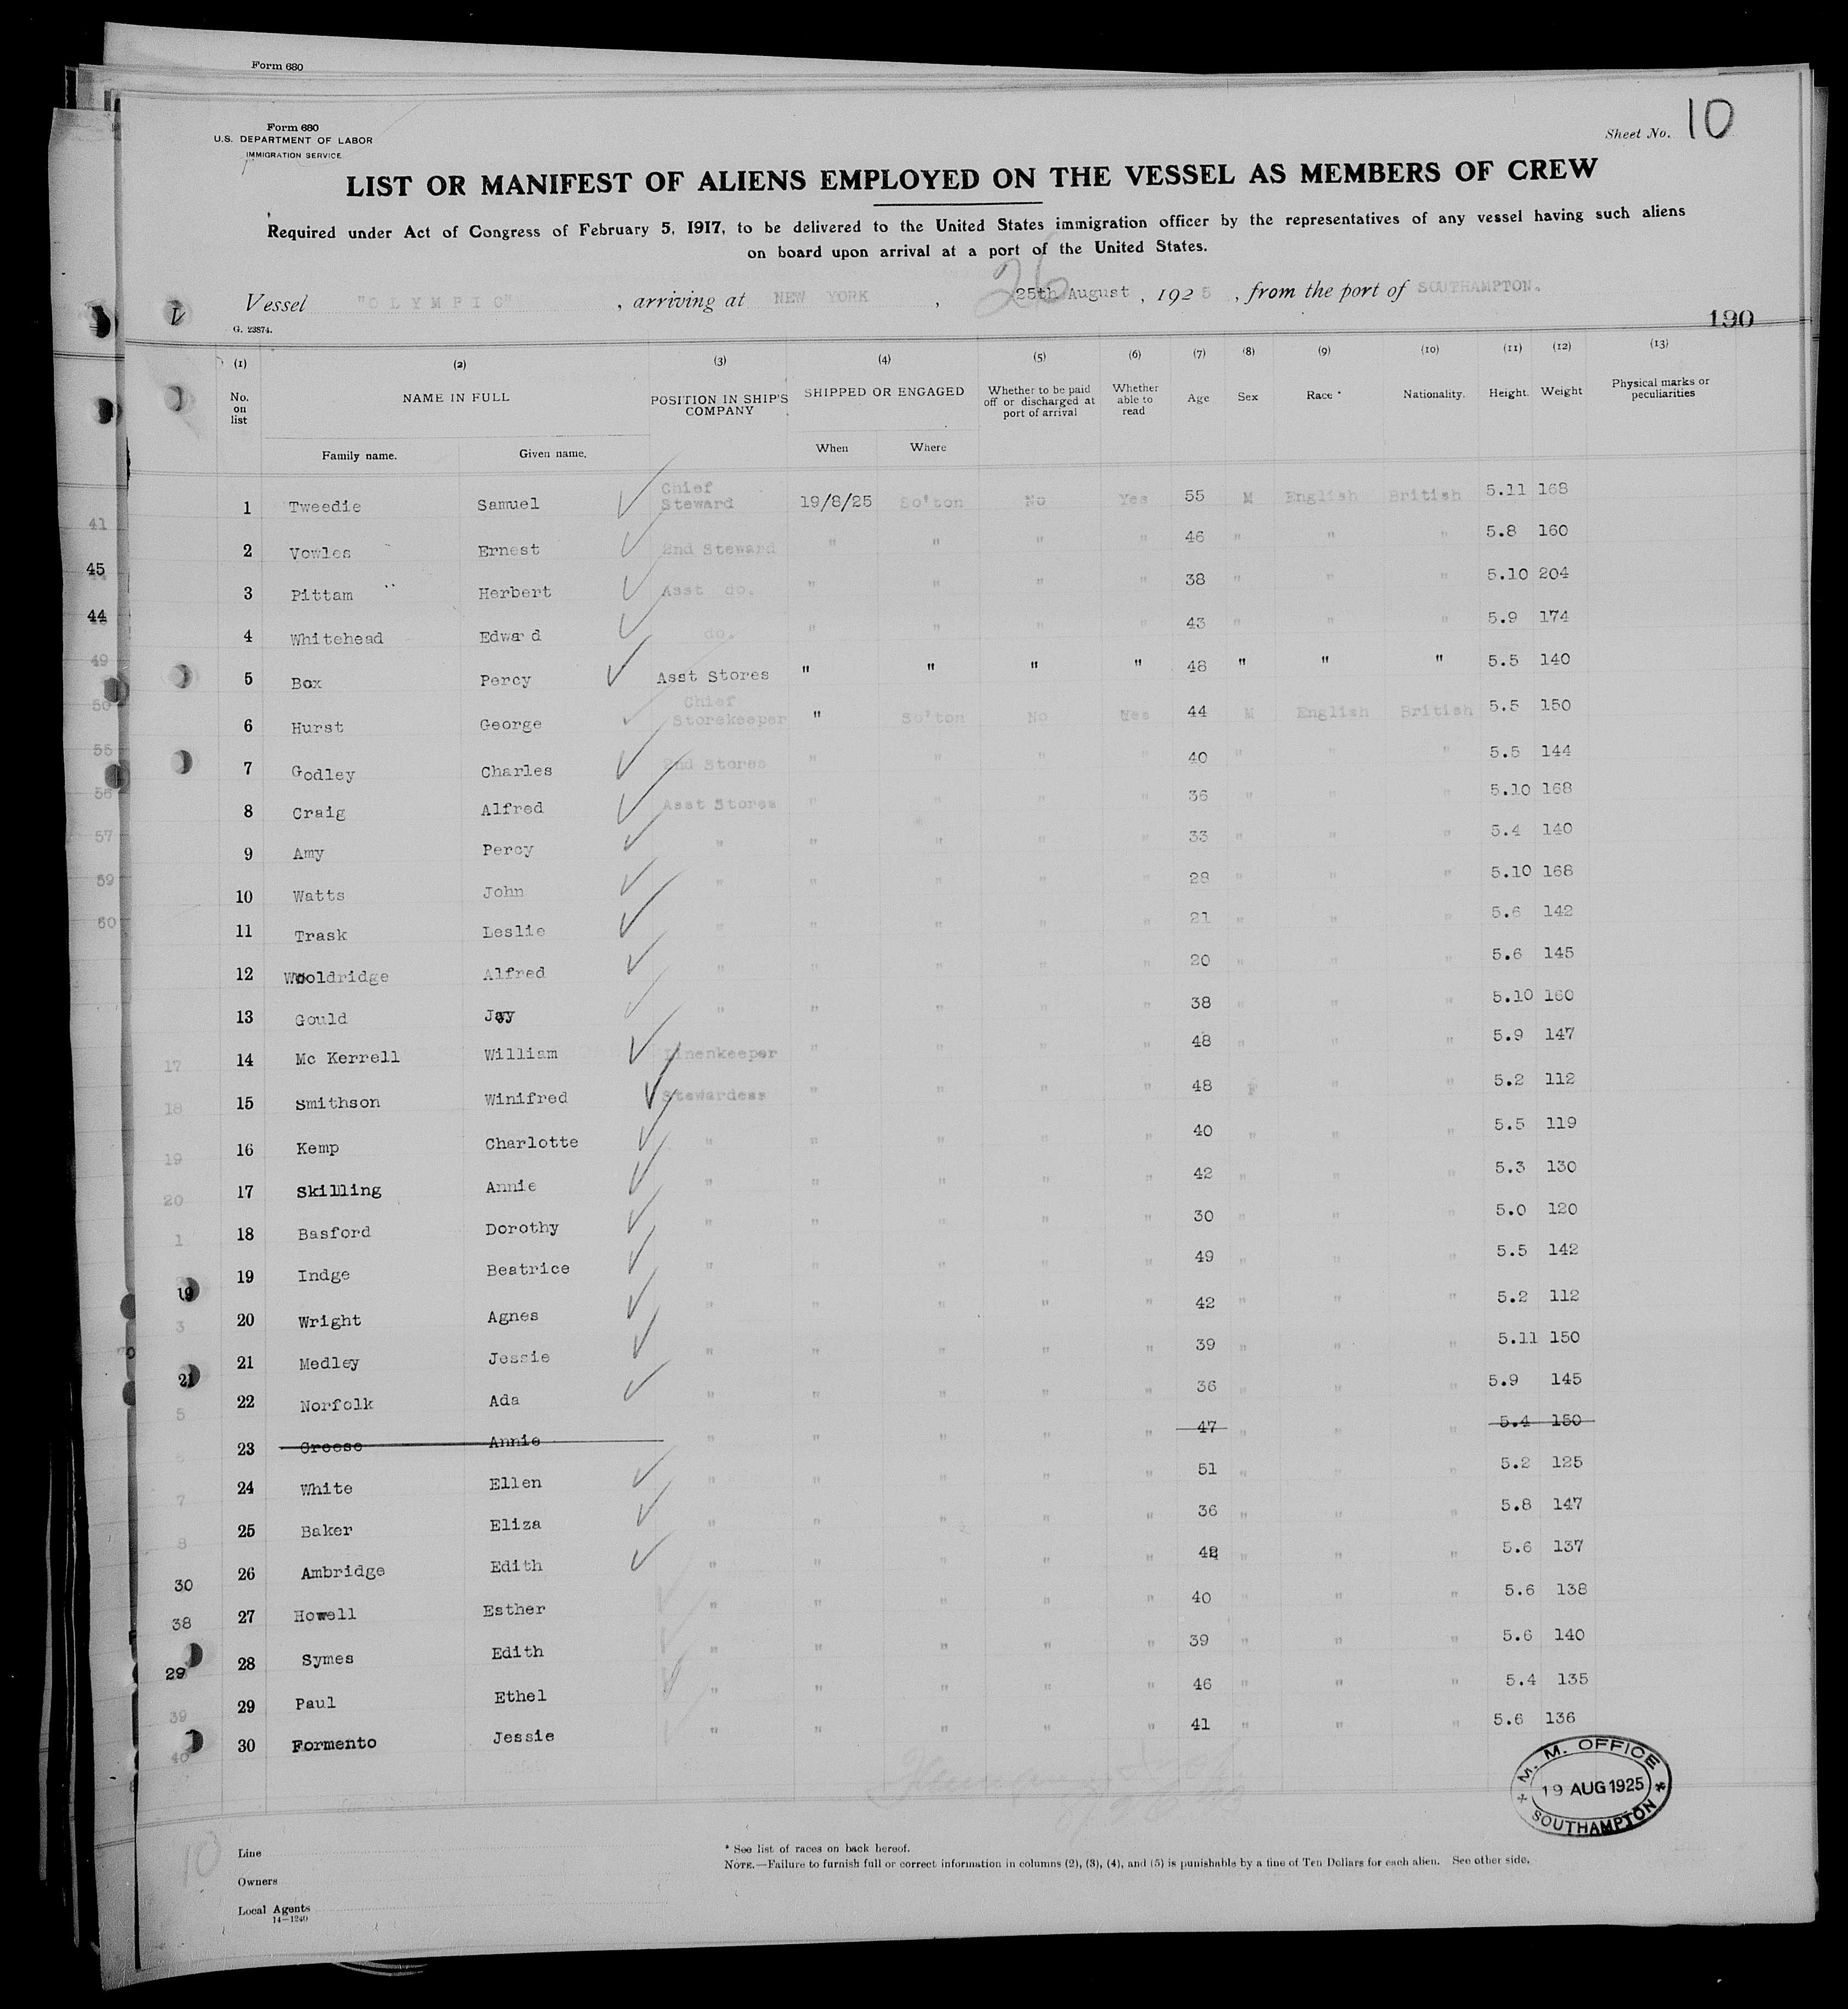 Form 680
Form 680
U.S. DEPARTMENT OF LABOR
IMMIGRATION SERVICE
Sheet No. 10
LIST OR MANIFEST OF ALIENS EMPLOYED ON THE VESSEL AS MEMBERS OF CREW
Required under Act of Congress of February 5, 1917, to be delivered to the United States immigration officer by the representatives of any vessel having such aliens
on board upon arrival at a port of the United States.
26
Vessel "OLYMPIC", arriving at NEW YORK, 25th August, 1925, from the port of SOUTHAMPTON.
G. 23874.
190
(1) (2) (3) (4) (5) (6) (7) (8) (9) (10) (11) (12) (13)
No. on list NAME IN FULL POSITION IN SHIP'S COMPANY SHIPPED OR ENGAGED Whether to be paid off or discharged at port of arrival Whether able to read Age Sex Race * Nationality. Height. Weight Physical marks or peculiarities
Family name. Given name. When Where
1 Tweedie Samuel Chief Steward 19/8/25 So'ton No Yes 55 M English British 5.11 168
2 Vowles Ernest 2nd Steward " " " " 46 " " " 5.8 160
3 Pittam Herbert Asst do. " " " " 38 " " " 5.10 204
4 Whitehead Edward do. " " " " 43 " " " 5.9 174
5 Box Percy Asst Stores " " " " 48 " " " 5.5 140
6 Hurst George Chief Storekeeper " So'ton No Yes 44 M English British 5.5 150
7 Godley Charles 2nd Stores " " " " 40 " " " 5.5 144
8 Craig Alfred Asst Stores " " " " 36 " " " 5.10 168
9 Amy Percy " " " " " 33 " " " 5.4 140
10 Watts John " " " " " 28 " " " 5.10 168
11 Trask Leslie " " " " " 21 " " " 5.6 142
12 Wooldridge Alfred " " " " " 20 " " " 5.6 145
13 Gould Jay " " " " " 38 " " " 5.10 160
14 Mc Kerrell William Linenkeeper " " " " 48 " " " 5.9 147
15 Smithson Winifred Stewardess " " " " 48 F " " 5.2 112
16 Kemp Charlotte " " " " " 40 " " " 5.5 119
17 Skilling Annie " " " " " 42 " " " 5.3 130
18 Basford Dorothy " " " " " 30 " " " 5.0 120
19 Indge Beatrice " " " " " 49 " " " 5.5 142
20 Wright Agnes " " " " " 42 " " " 5.2 112
21 Medley Jessie " " " " " 39 " " " 5.11 150
22 Norfolk Ada " " " " " 36 " " " 5.9 145
23 Creese Annie " " " " " 47 " " " 5.4 150
24 White Ellen " " " " " 51 " " " 5.2 125
25 Baker Eliza " " " " " 36 " " " 5.8 147
26 Ambridge Edith " " " " " " " " 5.6 137
27 Howell Esther " " " " " 40 " " " 5.6 138
28 Symes Edith " " " " " 39 " " " 5.6 140
29 Paul Ethel " " " " " 46 " " " 5.4 135
30 Formento Jessie " " " " " 41 " " " 5.6 136
M. M. OFFICE
19 AUG 1925
SOUTHAMPTON
10
Line
Owners
Local Agents
14—1240
* See list of races on back hereof.
NOTE.—Failure to furnish full or correct information in columns (2), (3), (4), and (5) is punishable by a fine of Ten Dollars for each alien. See other side.